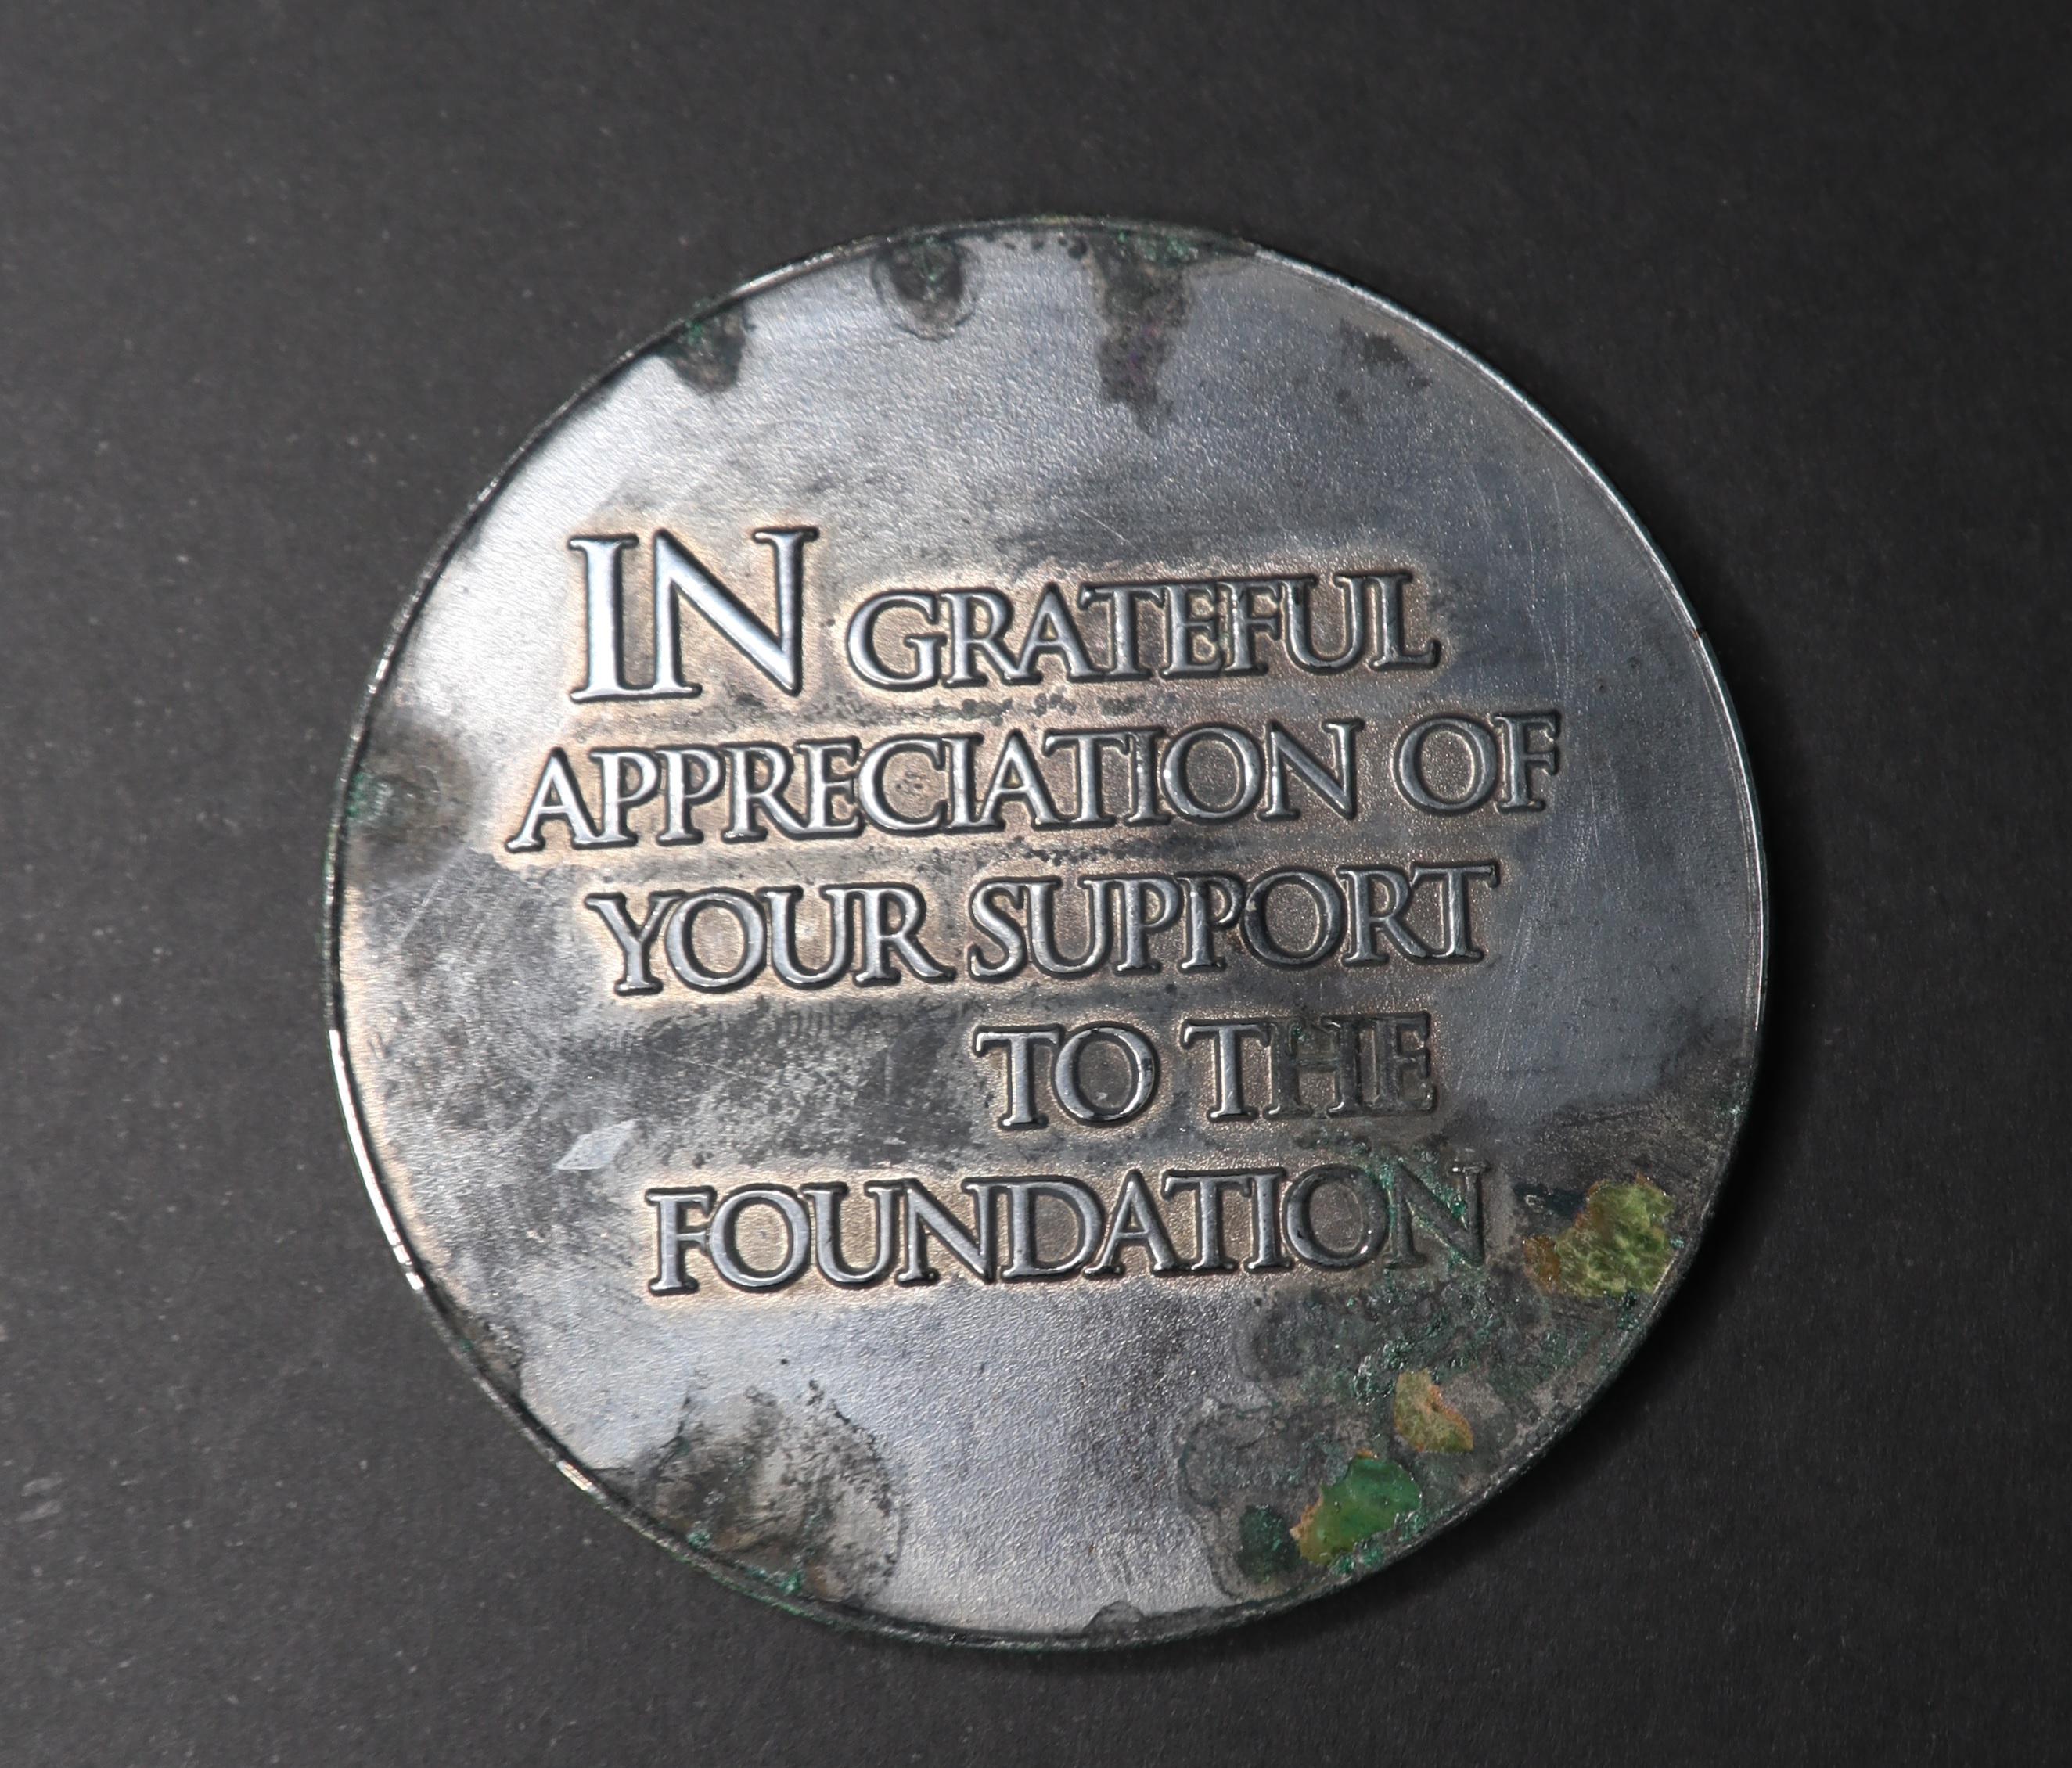 IN GRATEFUL
APPRECIATION OF
YOUR SUPPORT
TO THE
FOUNDATION